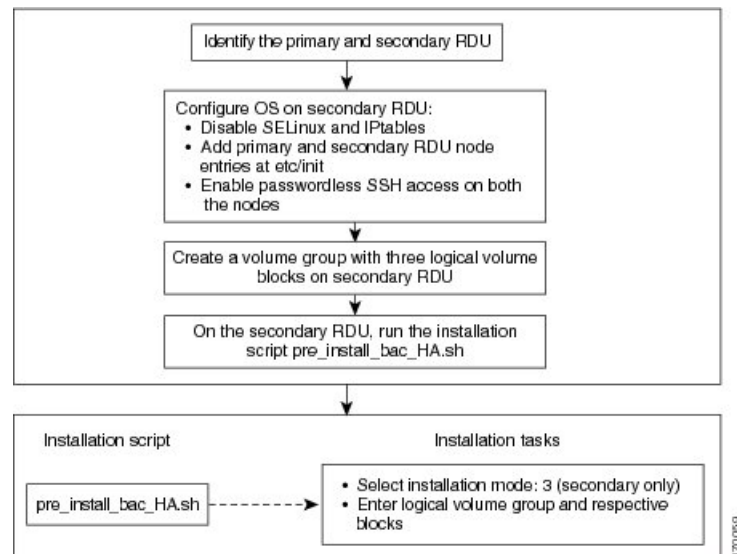 Identify the primary and secondary RDU
Configure OS on secondary RDU:
• Disable SELinux and IPtables
• Add primary and secondary RDU node
entries at etc/init
• Enable passwordless SSH access on both
the nodes
Create a volume group with three logical volume
blocks on secondary RDU
On the secondary RDU, run the installation
script pre_install_bac_HA.sh
Installation script
Installation tasks
pre_install_bac_HA.sh
• Select installation mode: 3 (secondary only)
• Enter logical volume group and respective
blocks